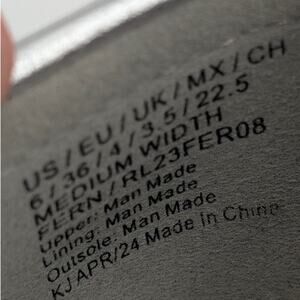 US / EU / UK / MX / CH
6 / 36 / 4 / 3.5 / 22.5
MEDIUM WIDTH
FERN / RL23FER08
Upper: Man Made
Lining: Man Made
Outsole: Man Made
KJ APR/24 Made In China